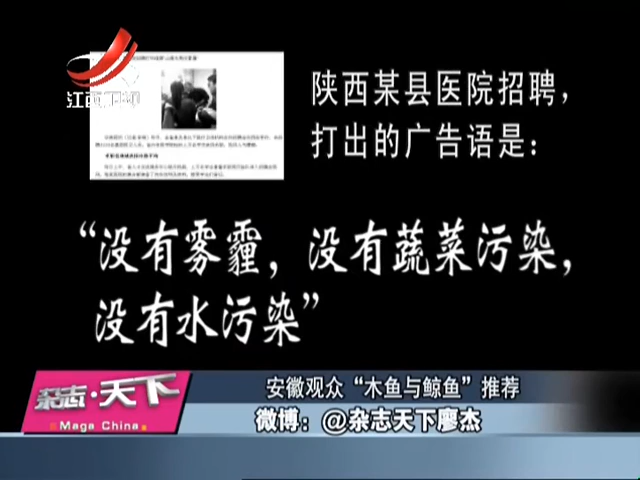 江西卫视
陕西某县医院招聘，
打出的广告语是：
“没有雾霾，没有蔬菜污染，
没有水污染”
杂志·天下
Maga China
安徽观众“木鱼与鲸鱼”推荐
微博：@杂志天下廖杰